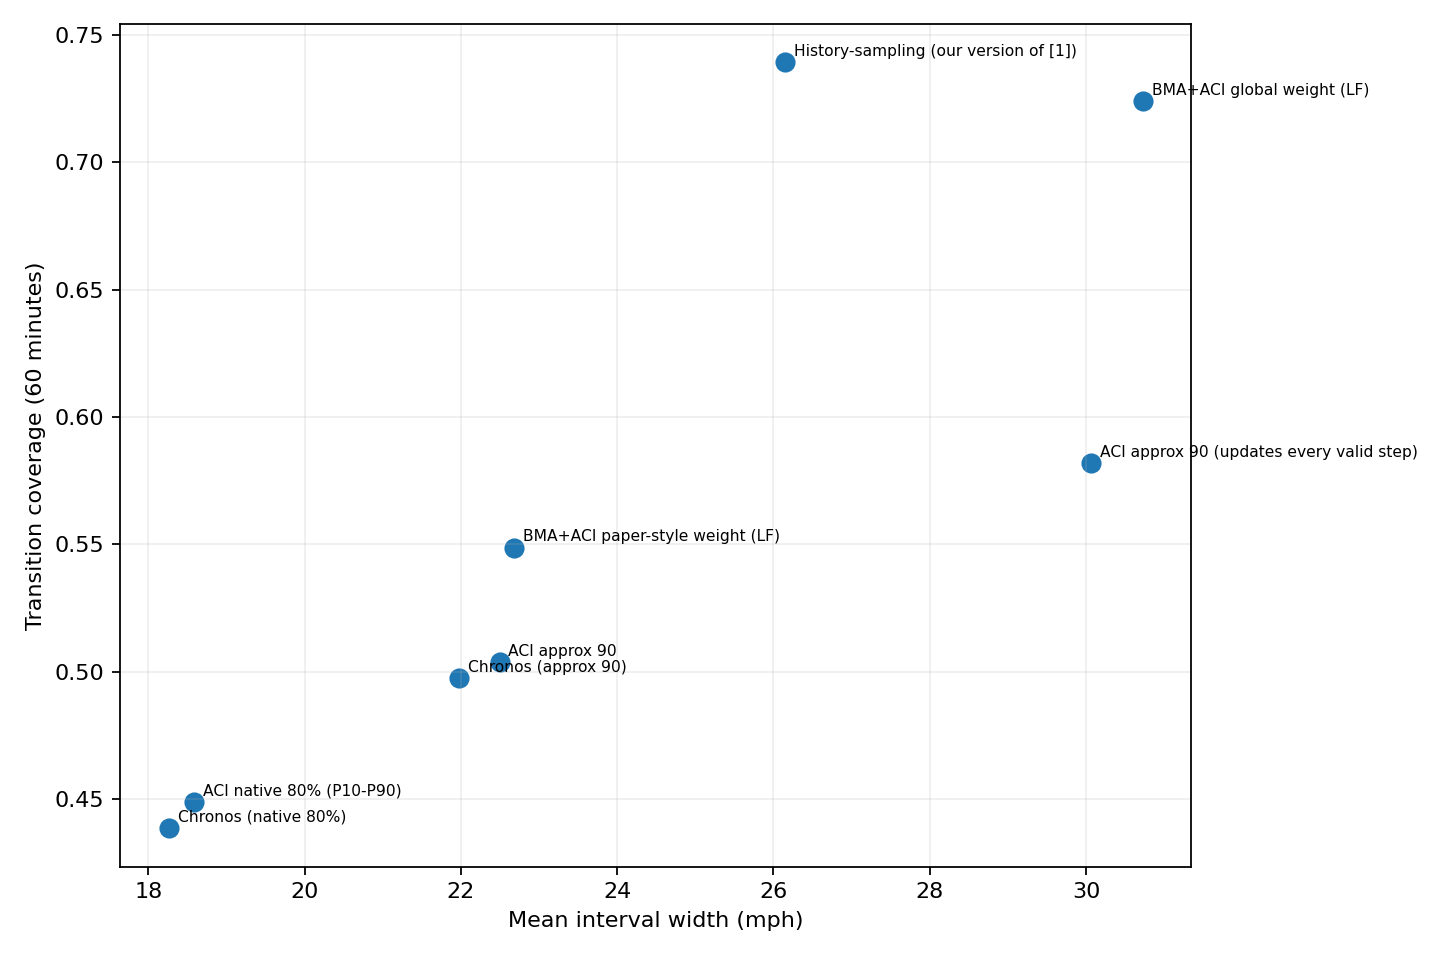 0.75
0.70
0.65
0.60
0.55
0.50
0.45
Transition coverage (60 minutes)
History-sampling (our version of [1])
BMA+ACI global weight (LF)
ACI approx 90 (updates every valid step)
BMA+ACI paper-style weight (LF)
ACI approx 90
Chronos (approx 90)
ACI native 80% (P10-P90)
Chronos (native 80%)
18 20 22 24 26 28 30
Mean interval width (mph)